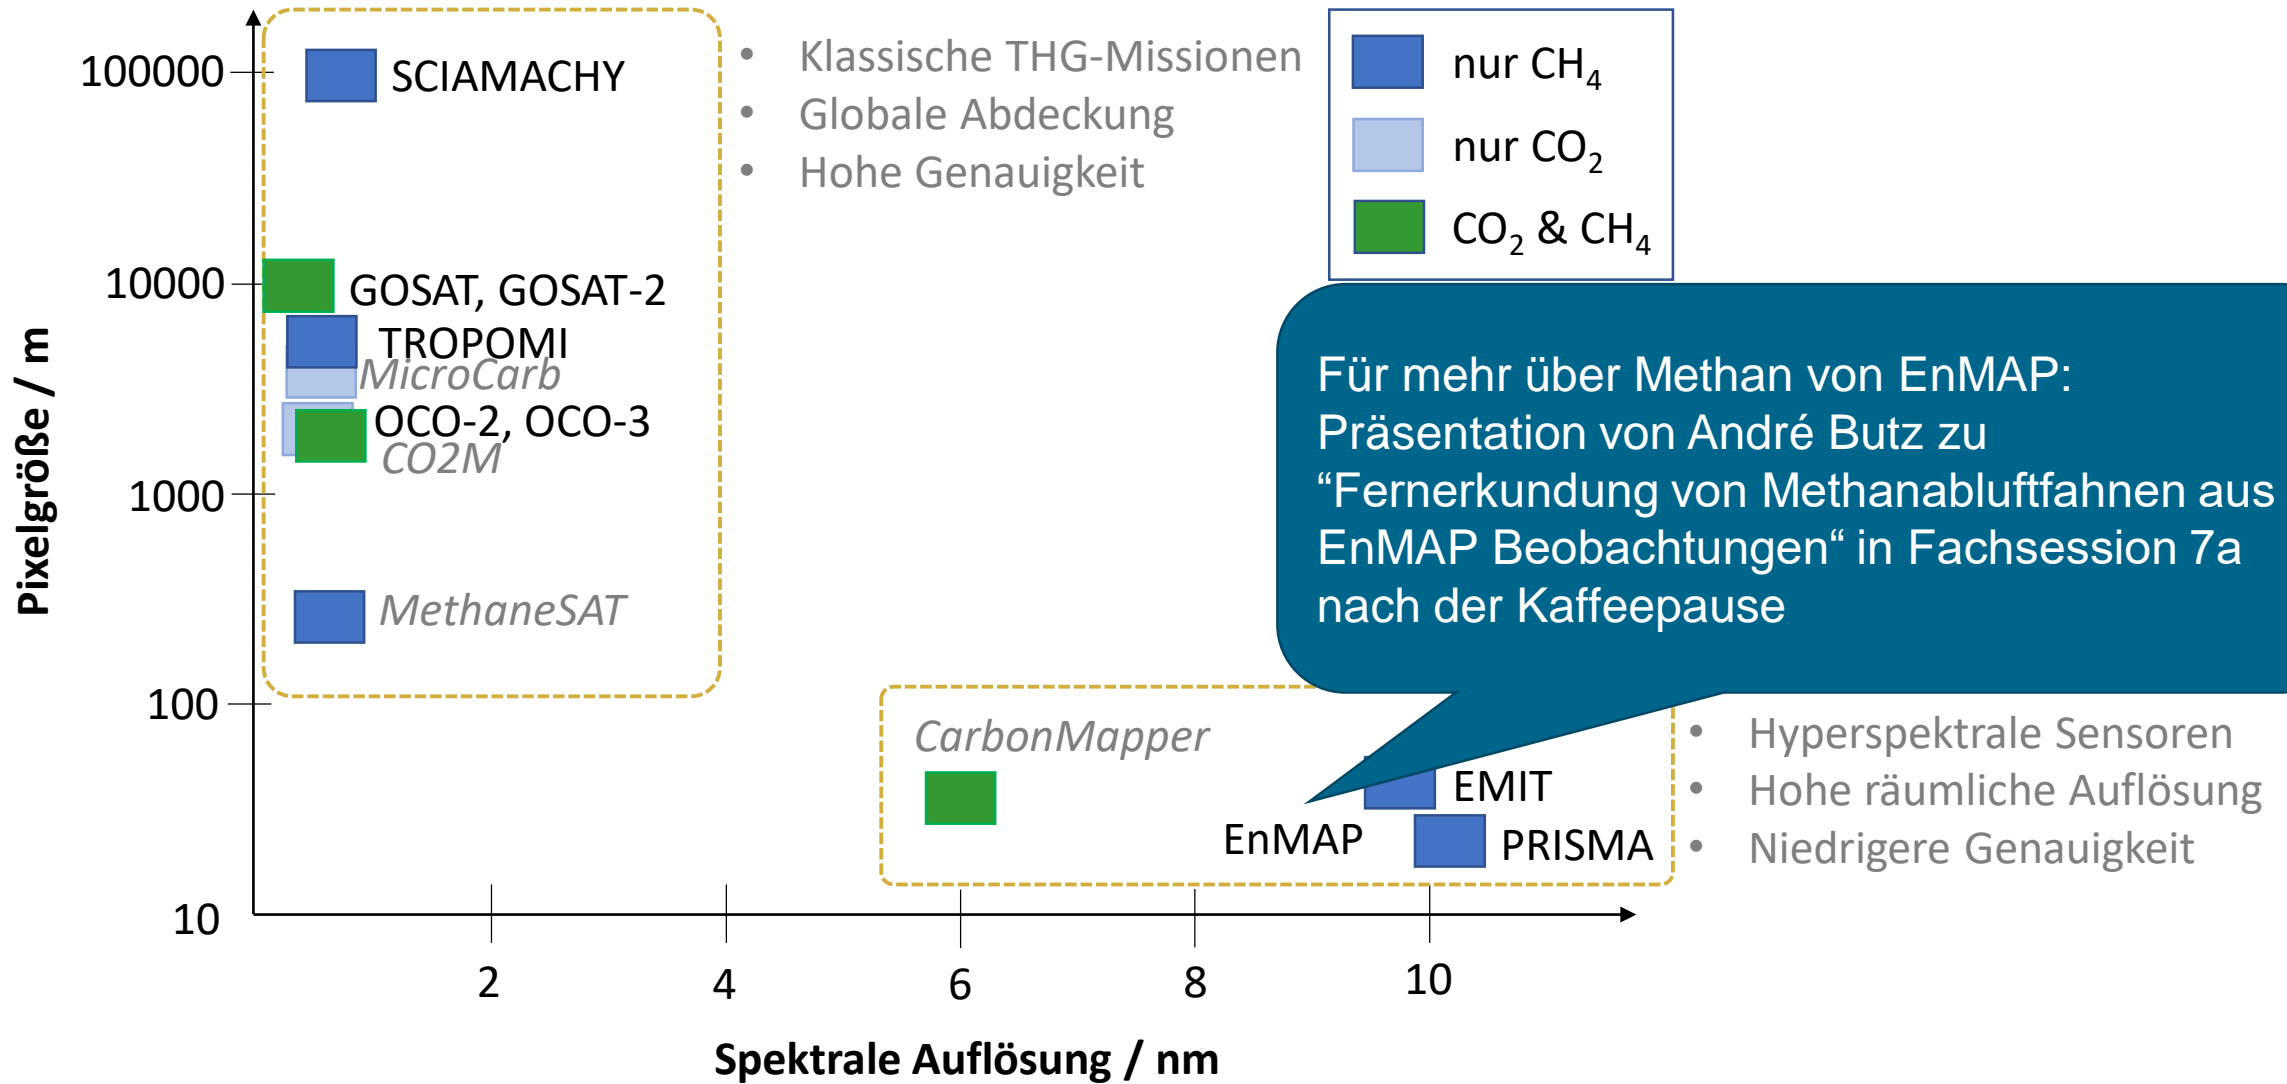 100000
10000
1000
100
10
Pixelgröße / m
SCIAMACHY
GOSAT, GOSAT-2
TROPOMI
MicroCarb
OCO-2, OCO-3
CO2M
MethaneSAT
• Klassische THG-Missionen
• Globale Abdeckung
• Hohe Genauigkeit
nur CH₄
nur CO₂
CO₂ & CH₄
Für mehr über Methan von EnMAP:
Präsentation von André Butz zu
“Fernerkundung von Methanabluftfahnen aus
EnMAP Beobachtungen“ in Fachsession 7a
nach der Kaffeepause
CarbonMapper
EMIT
EnMAP
PRISMA
• Hyperspektrale Sensoren
• Hohe räumliche Auflösung
• Niedrigere Genauigkeit
2 4 6 8 10
Spektrale Auflösung / nm